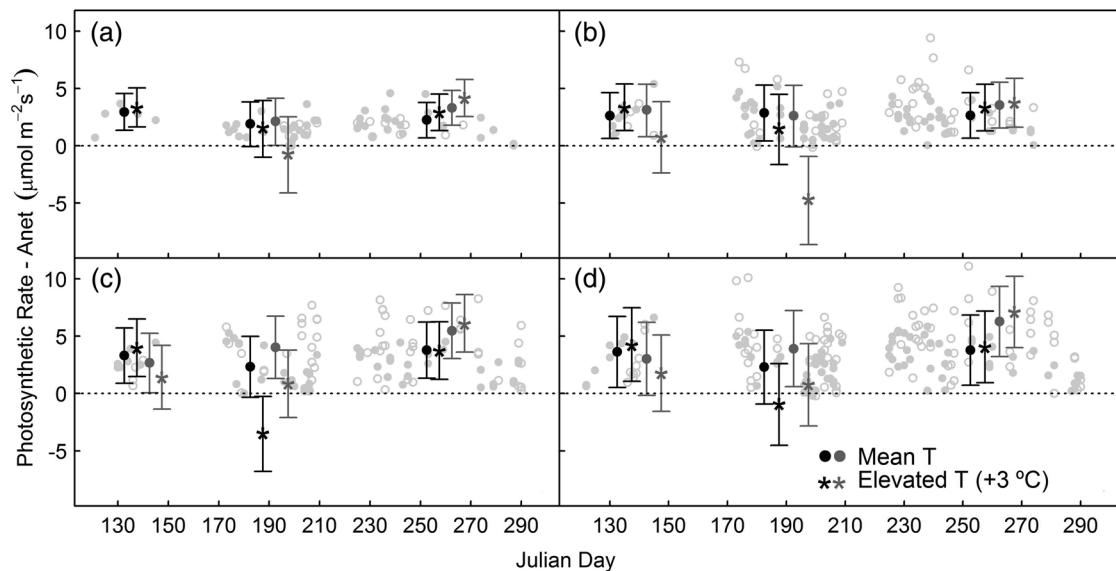 (a)
(b)
10
5
0
-5
(c)
(d)
10
5
0
-5
Photosynthetic Rate - Anet (μmol m−2s−1)
Mean T
Elevated T (+3 ºC)
130 150 170 190 210 230 250 270 290
130 150 170 190 210 230 250 270 290
Julian Day